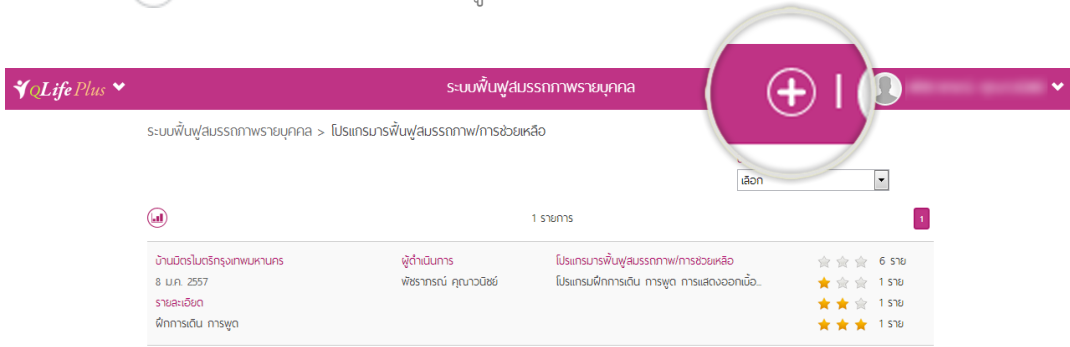 QLife Plus
ระบบฟื้นฟูสมรรถภาพรายบุคคล
ระบบฟื้นฟูสมรรถภาพรายบุคคล > โปรแกรมารฟื้นฟูสมรรถภาพ/การช่วยเหลือ
เลือก
1 รายการ
1
บ้านมิตรไมตรีกรุงเทพมหานคร ผู้ดำเนินการ โปรแกรมารฟื้นฟูสมรรถภาพ/การช่วยเหลือ 6 ราย
8 ม.ค. 2557 พัชราภรณ์ คุณาวนิชย์ โปรแกรมฝึกการเดิน การพูด การแสดงออกเนื้อ... 1 ราย
รายละเอียด 1 ราย
ฝึกการเดิน การพูด 1 ราย